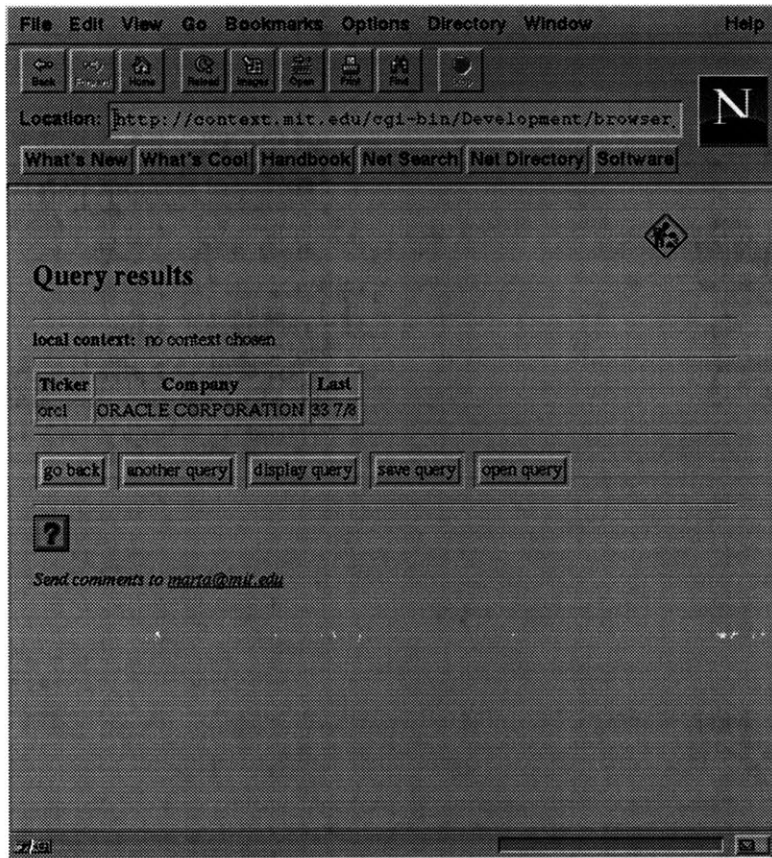 File Edit View Go Bookmarks Options Directory Window Help
Back Forward Home Reload Images Open Print Find Stop
Location: http://context.mit.edu/cgi-bin/Development/browser
N
What's New What's Cool Handbook Net Search Net Directory Software
Query results
local context: no context chosen
Ticker Company Last
orcl ORACLE CORPORATION 33 7/8
go back another query display query save query open query
?
Send comments to marta@mit.edu